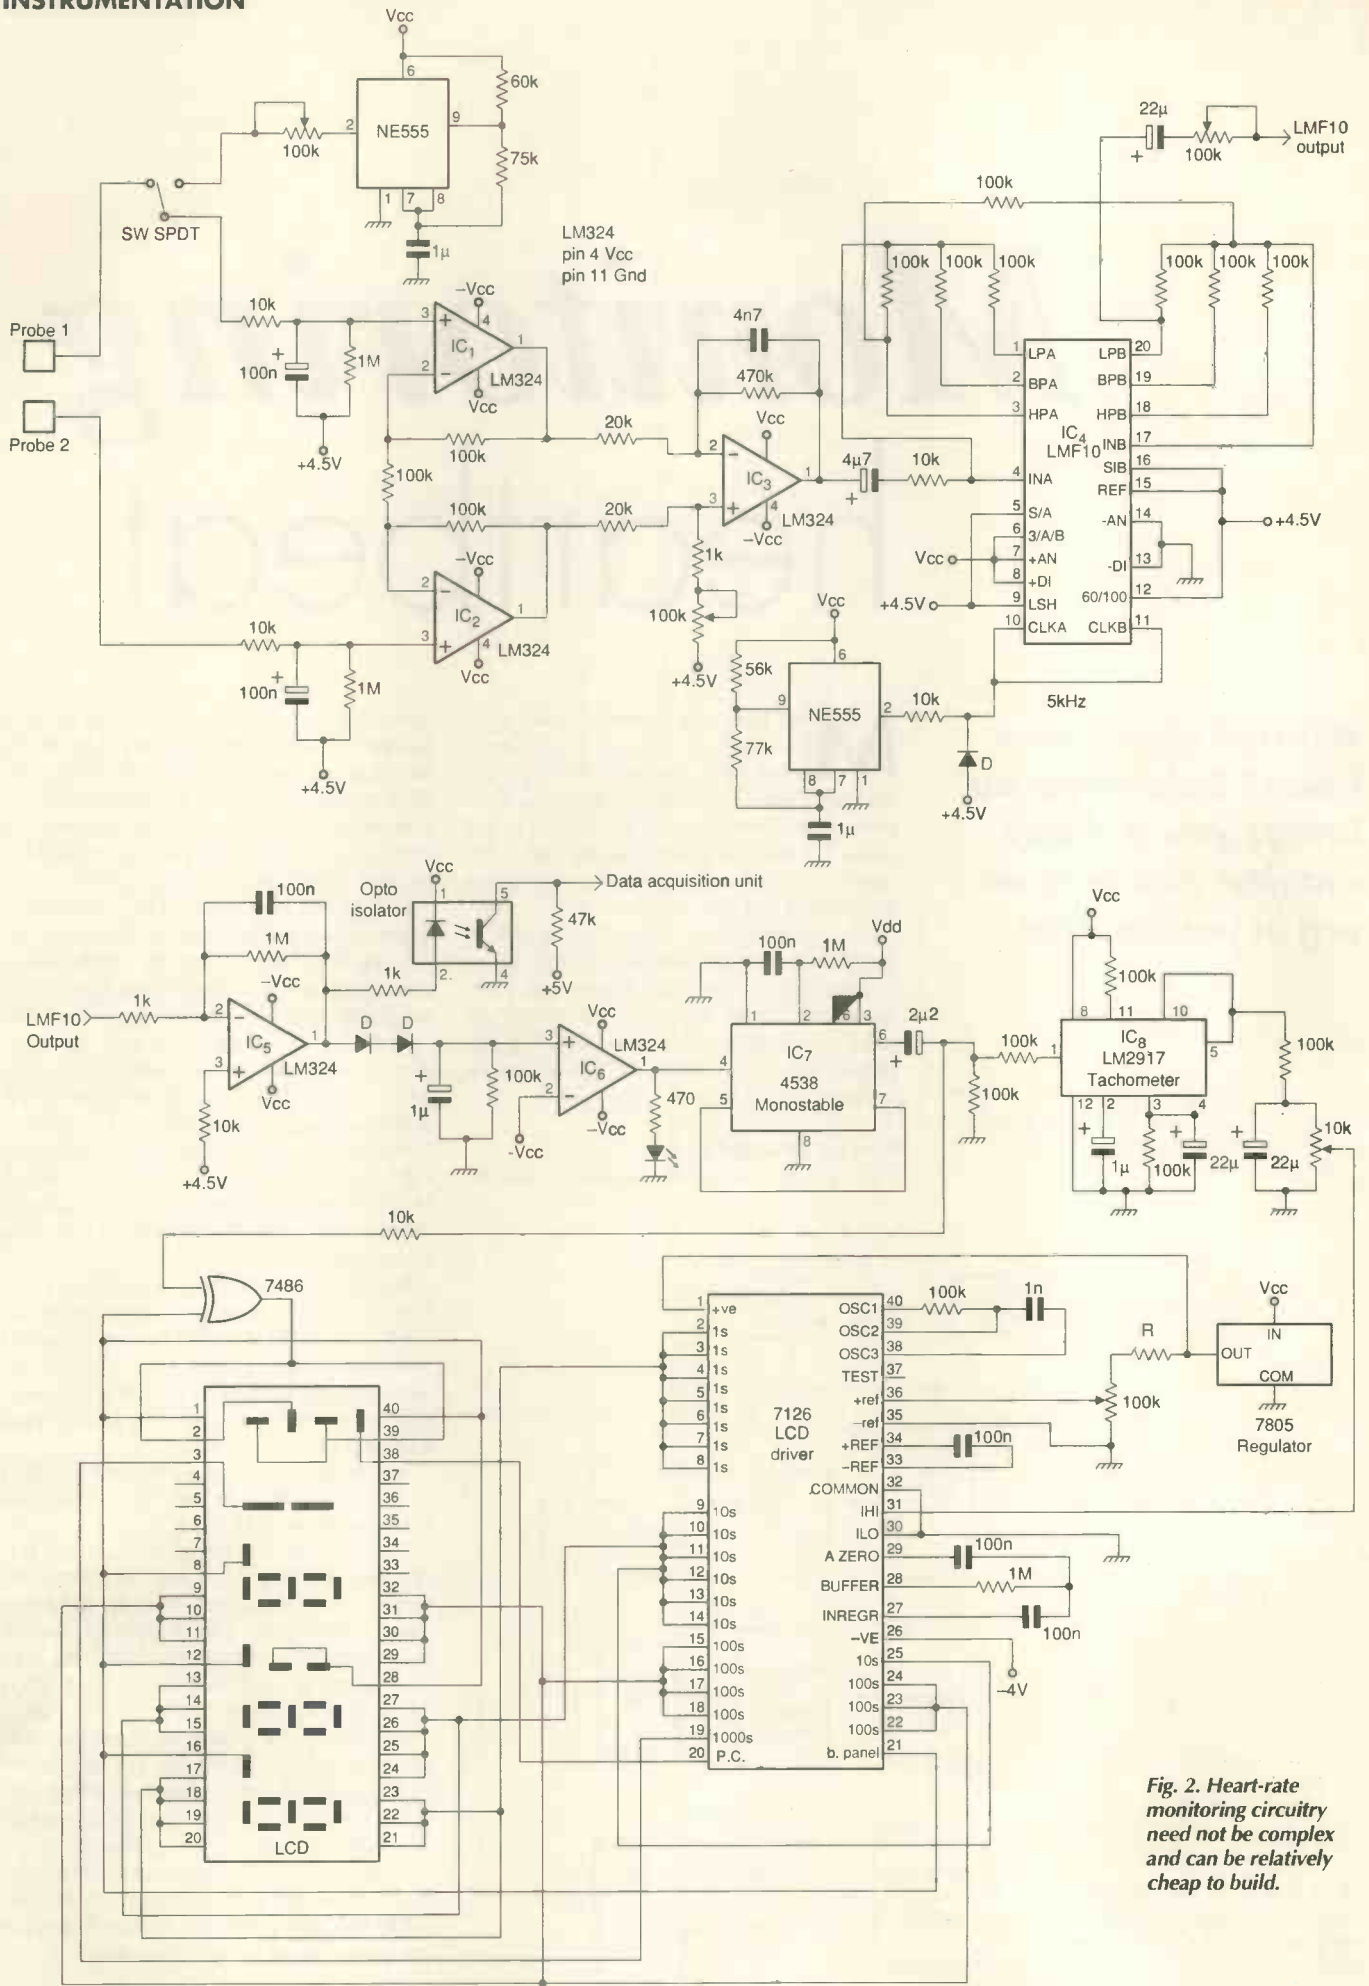 INSTRUMENTATION
Vcc
6
NE555
2
9
60k
75k
100k
1
7
8
1µ
SW SPDT
LM324
pin 4 Vcc
pin 11 Gnd
Probe 1
Probe 2
10k
100n
+
1M
+4.5V
–Vcc
3
4
+
IC1
1
2
–
LM324
Vcc
100k
100k
100k
20k
20k
–Vcc
2
–
IC2
1
3
+
4
LM324
Vcc
10k
100n
+
1M
+4.5V
4n7
470k
Vcc
2
–
IC3
1
3
+
4
LM324
–Vcc
1k
100k
+4.5V
4µ7
+
10k
22µ
+
100k
LMF10
output
100k
100k
100k
100k
100k
100k
100k
1
LPA
LPB
20
2
BPA
BPB
19
3
HPA
HPB
18
IC4
LMF10
INB
17
SIB
16
4
INA
REF
15
5
S/A
-AN
14
6
3/A/B
7
+AN
-DI
13
8
+DI
9
LSH
60/100
12
10
CLKA
CLKB
11
Vcc
+4.5V
+4.5V
5kHz
Vcc
6
56k
9
NE555
2
10k
77k
8
7
1
1µ
D
+4.5V
100n
1M
–Vcc
LMF10
Output
1k
2
–
IC5
1
3
+
LM324
Vcc
10k
+4.5V
Opto
isolator
Vcc
1
5
2.
4
1k
Data acquisition unit
47k
+5V
D
D
+
1µ
100k
Vcc
3
+
IC6
1
2
–
LM324
–Vcc
-Vcc
470
100n
1M
Vdd
1
2
3
6
IC7
4538
Monostable
4
5
7
8
2µ2
+
100k
100k
Vcc
100k
8
11
10
IC8
LM2917
Tachometer
1
5
12
2
3
4
+
1µ
100k
+
22µ
+
22µ
100k
10k
10k
7486
1
+ve
2
1s
3
1s
4
1s
5
1s
6
1s
7
1s
8
1s
9
10s
10
10s
11
10s
12
10s
13
10s
14
10s
15
100s
16
100s
17
100s
18
100s
19
1000s
20
P.C.
7126
LCD
driver
OSC1
40
OSC2
39
OSC3
38
TEST
37
+ref
36
–ref
35
+REF
34
–REF
33
COMMON
32
IHI
31
ILO
30
A ZERO
29
BUFFER
28
INREGR
27
–VE
26
10s
25
100s
24
100s
23
100s
22
b. panel
21
100k
1n
R
100k
100n
100n
1M
100n
–4V
Vcc
IN
OUT
COM
7805
Regulator
1
2
3
4
5
6
7
8
9
10
11
12
13
14
15
16
17
18
19
20
40
39
38
37
36
35
34
33
32
31
30
29
28
27
26
25
24
23
22
21
LCD
Fig. 2. Heart-rate
monitoring circuitry
need not be complex
and can be relatively
cheap to build.